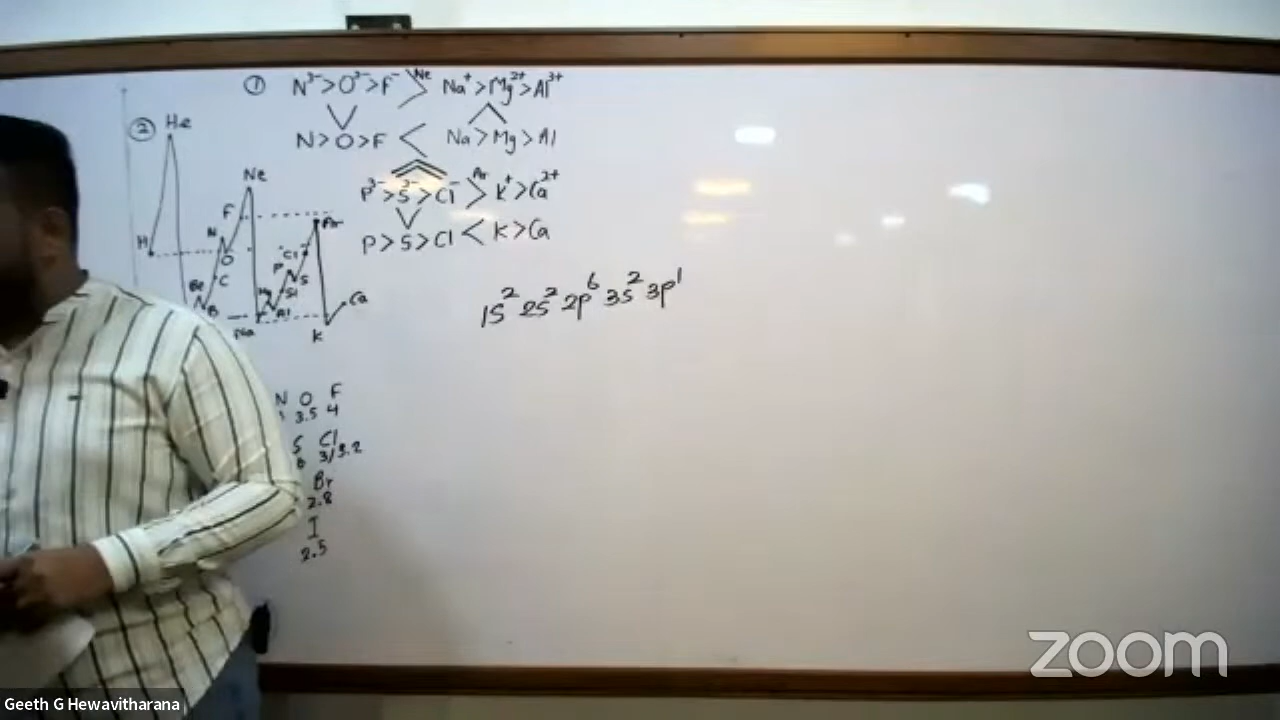 ① N³⁻>O²⁻>F⁻ > Ne Na⁺>Mg²⁺>Al³⁺
N>O>F < Na>Mg>Al
P³⁻>S²⁻>Cl⁻ > Ar K⁺>Ca²⁺
P>S>Cl < K>Ca
② He
Ne
F
Ar
N
H
O
Cl
P
S
Be
C
Mg
Si
Ca
B
Al
Na
K
1s² 2s² 2p⁶ 3s² 3p¹
N O F
3.5 4
S Cl
3/3.2
Br
2.8
I
2.5
zoom
Geeth G Hewavitharana